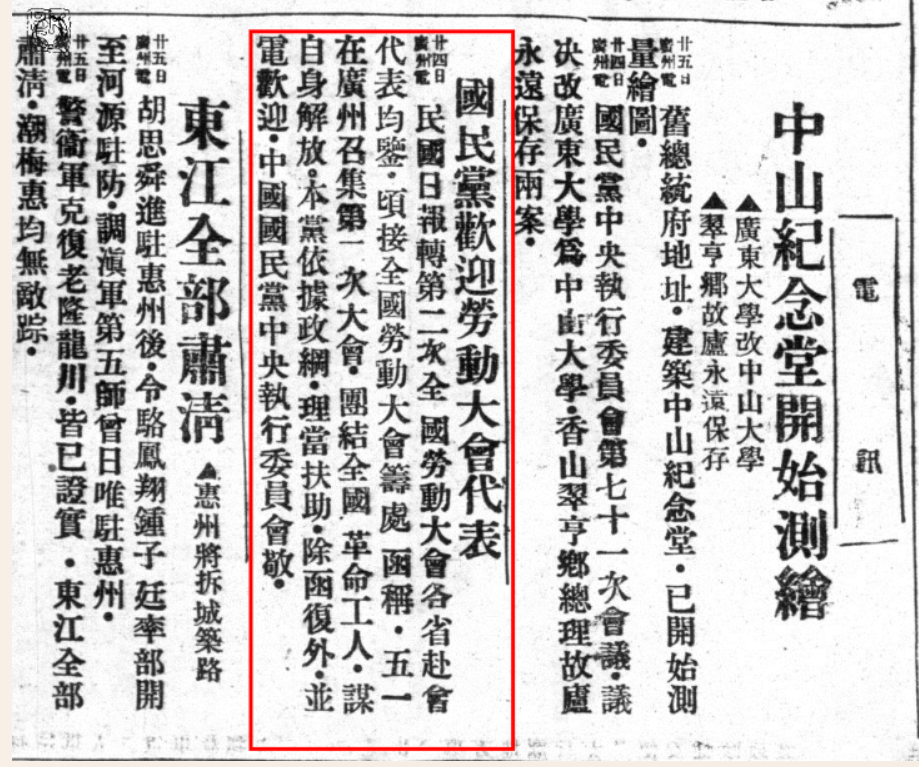 電訊
中山紀念堂開始測繪
▲廣東大學改中山大學
▲翠亨鄉故廬永遠保存
廿五日廣州電 舊總統府地址·建築中山紀念堂·已開始測
量繪圖·
廿四日廣州電 國民黨中央執行委員會第七十一次會議·議
决改廣東大學爲中山大學·香山翠亨鄉總理故廬
永遠保存兩案·
國民黨歡迎勞動大會代表
廿四日廣州電 民國日報轉第二次全國勞動大會各省赴會
代表均鑒·頃接全國勞動大會籌處函稱·五一
在廣州召集第一次大會·團結全國革命工人·謀
自身解放·本黨依據政綱·理當扶助·除函復外·並
電歡迎·中國國民黨中央執行委員會敬·
東江全部肅淸
▲惠州將拆城築路
廿五日廣州電 胡思舜進駐惠州後·令駱鳳翔鍾子廷率部開
至河源駐防·調滇軍第五師曾日唯駐惠州·
廿五日廣州電 警衞軍克復老隆龍川·皆已證實·東江全部
肅淸·潮梅惠均無敵踪·